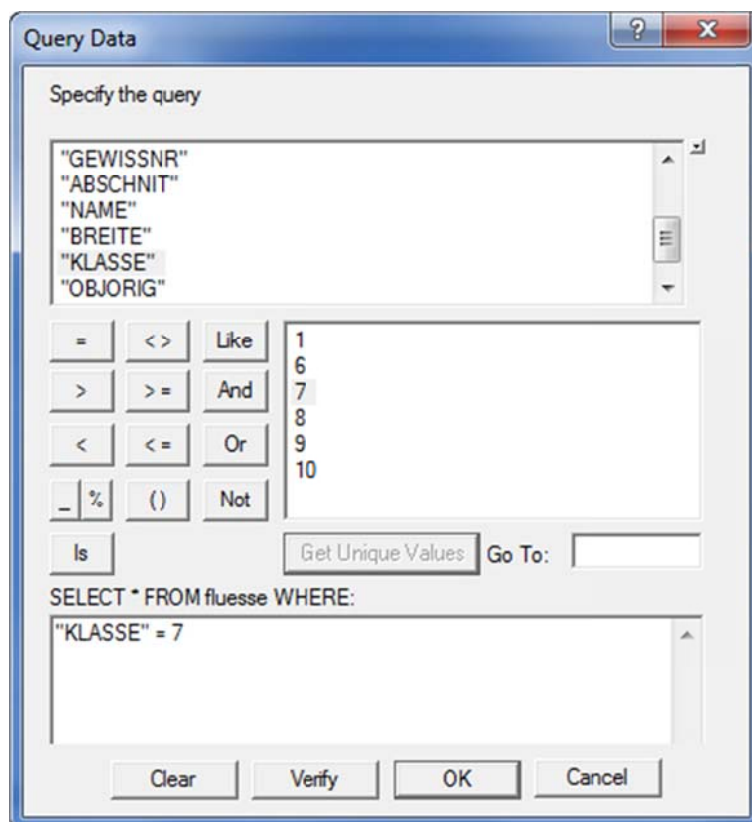 Query Data
Specify the query
"GEWISSNR"
"ABSCHNIT"
"NAME"
"BREITE"
"KLASSE"
"OBJORIG"
= < > Like
> > = And
< < = Or
_ % ( ) Not
Is
1
6
7
8
9
10
Get Unique Values Go To:
SELECT * FROM fluesse WHERE:
"KLASSE" = 7
Clear Verify OK Cancel